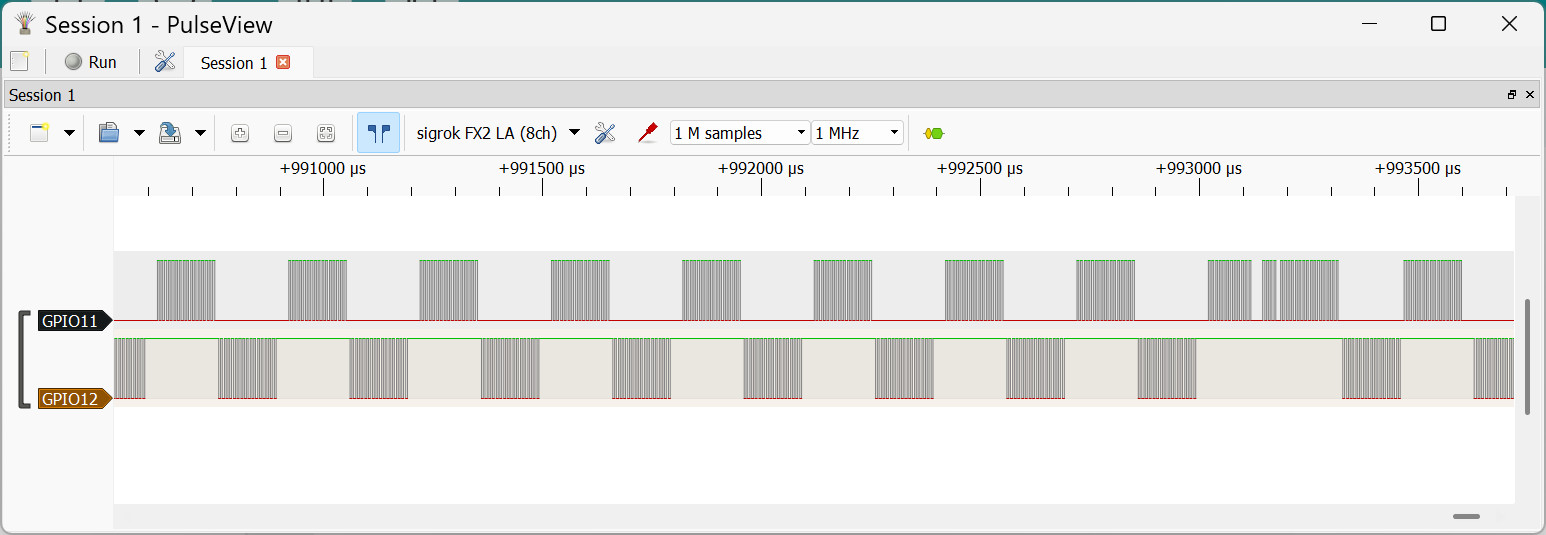 Session 1 - PulseView
Run
Session 1
Session 1
sigrok FX2 LA (8ch) 1 M samples 1 MHz
+991000 µs +991500 µs +992000 µs +992500 µs +993000 µs +993500 µs
GPIO11
GPIO12